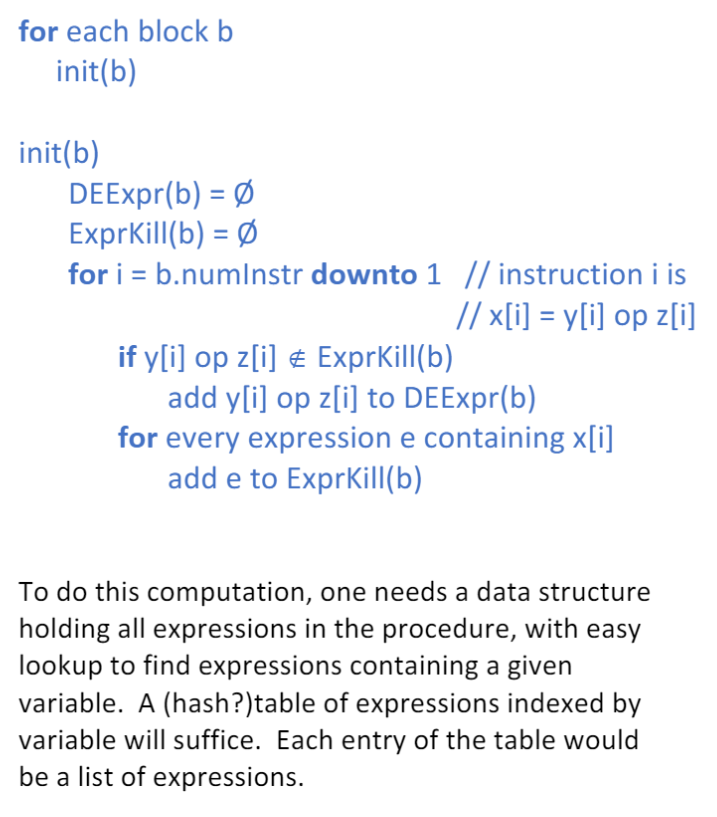 for each block b
init(b)
init(b)
DEExpr(b) = Ø
ExprKill(b) = Ø
for i = b.numInstr downto 1 // instruction i is
// x[i] = y[i] op z[i]
if y[i] op z[i] ∉ ExprKill(b)
add y[i] op z[i] to DEExpr(b)
for every expression e containing x[i]
add e to ExprKill(b)
To do this computation, one needs a data structure
holding all expressions in the procedure, with easy
lookup to find expressions containing a given
variable. A (hash?)table of expressions indexed by
variable will suffice. Each entry of the table would
be a list of expressions.